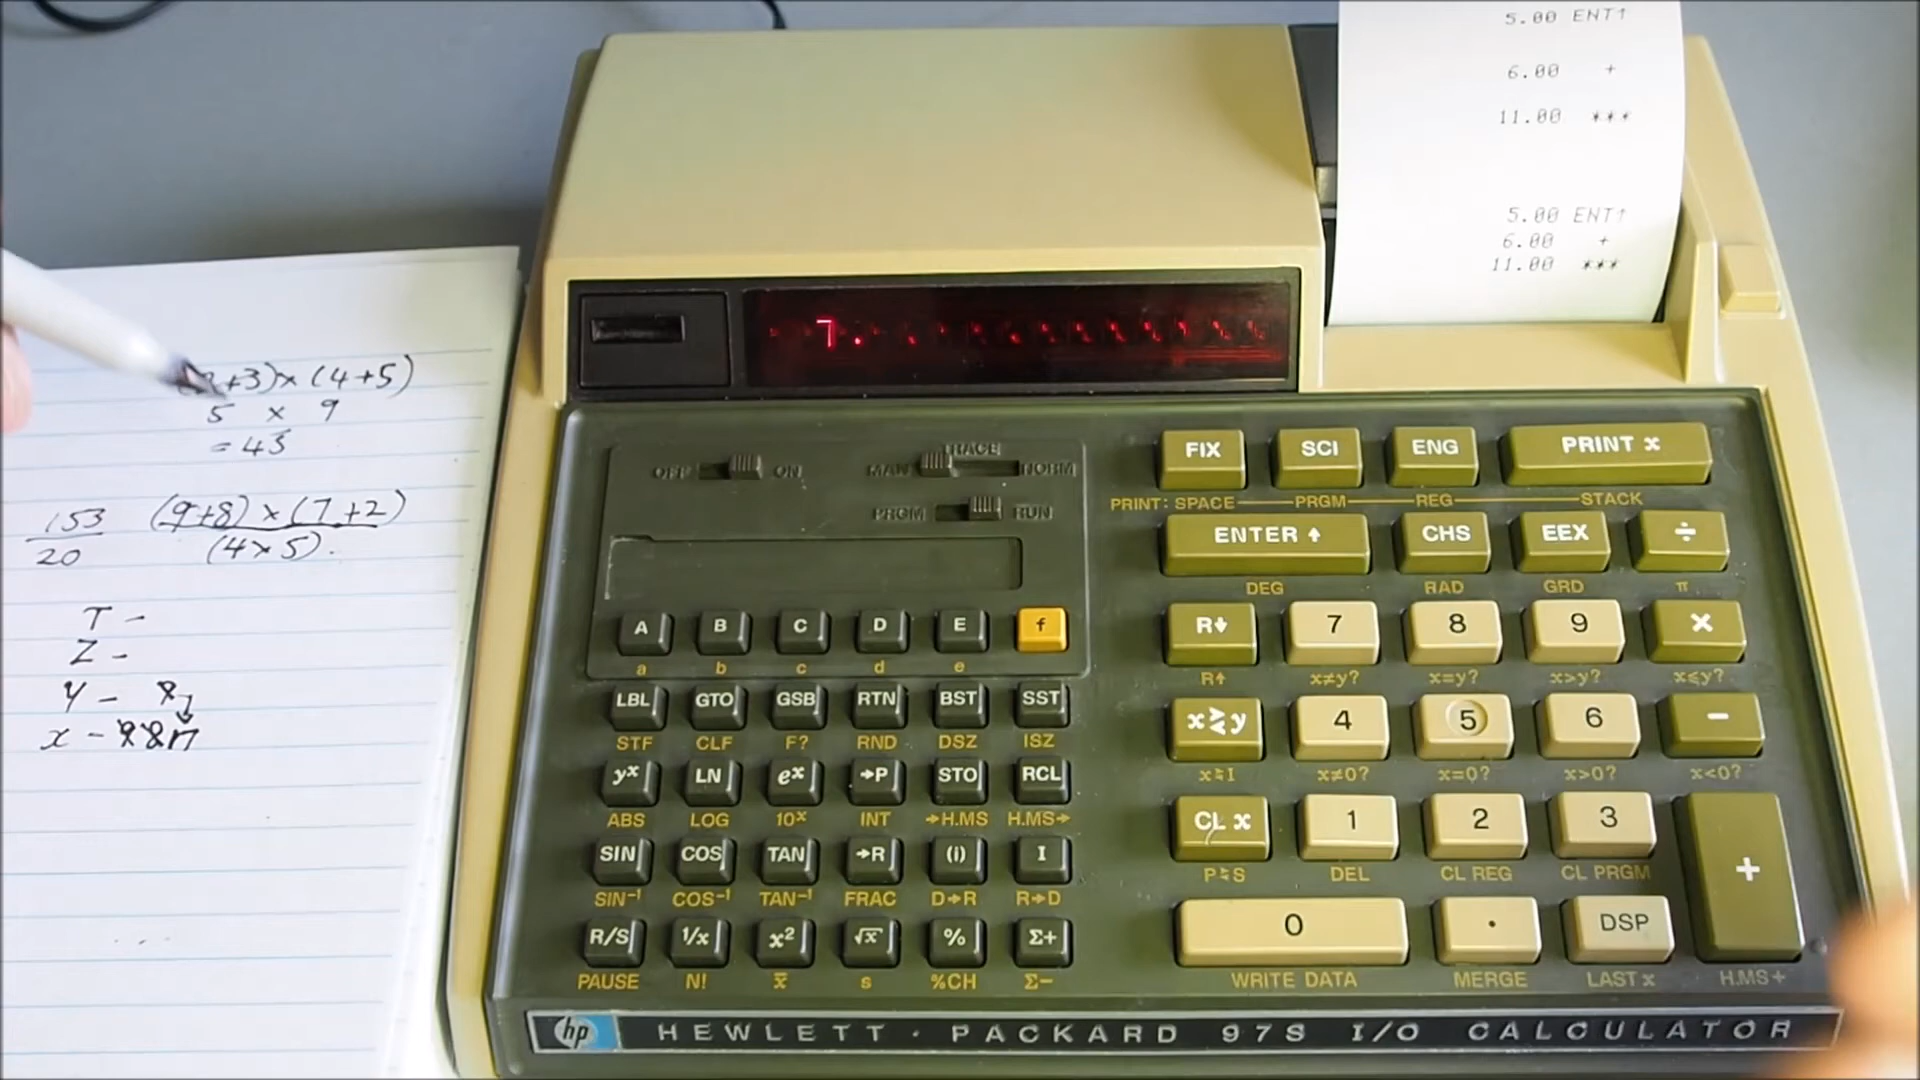 5.00 ENT↑
6.00 +
11.00 ***
5.00 ENT↑
6.00 +
11.00 ***
7.
+3)x (4+5)
5 x 9
= 45
153 (9+8) x (7+2)
20 (4x5).
T -
Z -
Y -
x -
OFF ON MAN TRACE NORM
PRGM RUN
FIX SCI ENG PRINT x
PRINT: SPACE PRGM REG STACK
ENTER ↑ CHS EEX ÷
DEG RAD GRD π
A B C D E f
a b c d e
R↓ 7 8 9 ×
R↑ x≠y? x=y? x>y? x≤y?
LBL GTO GSB RTN BST SST
STF CLF F? RND DSZ ISZ
x≷y 4 5 6 −
x⇄I x≠0? x=0? x>0? x<0?
yˣ LN eˣ →P STO RCL
ABS LOG 10ˣ INT →H.MS H.MS→
CL x 1 2 3 +
P⇄S DEL CL REG CL PRGM
SIN COS TAN →R (i) I
SIN⁻¹ COS⁻¹ TAN⁻¹ FRAC D→R R→D
R/S 1/x x² √x % Σ+
PAUSE N! x̄ s %CH Σ−
0 . DSP
WRITE DATA MERGE LAST x H.MS+
hp HEWLETT · PACKARD 97S I/O CALCULATOR